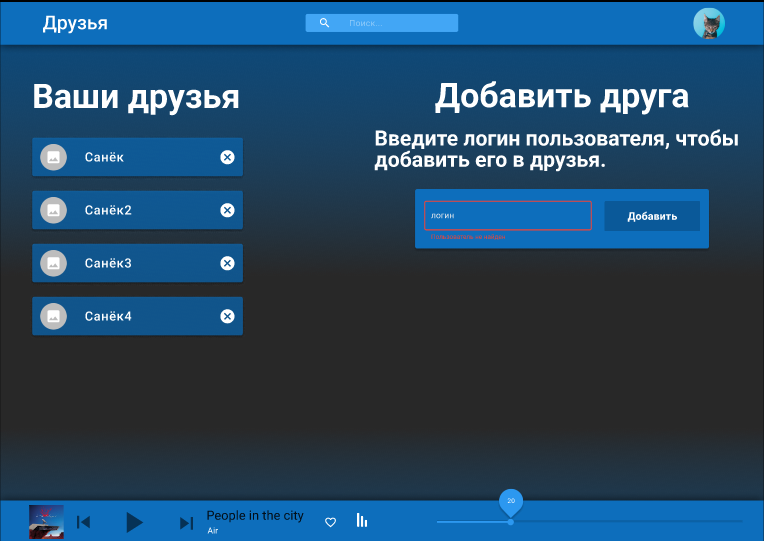 Друзья
Поиск...
Ваши друзья
Санёк
Санёк2
Санёк3
Санёк4
Добавить друга
Введите логин пользователя, чтобы
добавить его в друзья.
логин
Добавить
Пользователь не найден
20
People in the city
Air